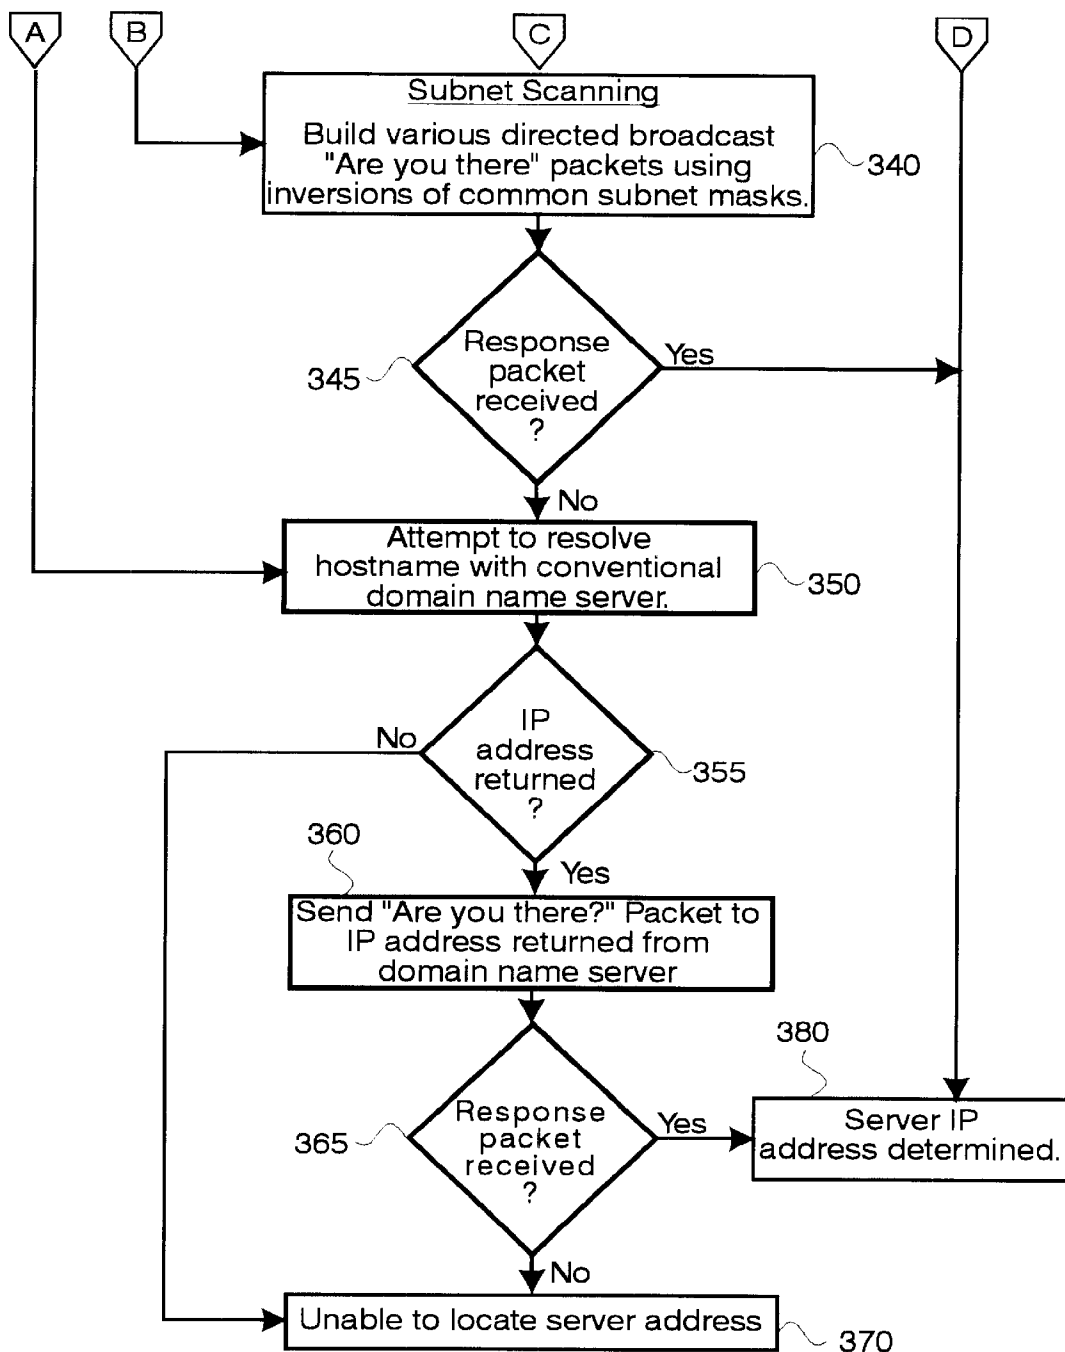 A
B
C
D
Subnet Scanning
Build various directed broadcast
"Are you there" packets using
inversions of common subnet masks.
340
Response
packet
received
?
345
Yes
No
Attempt to resolve
hostname with conventional
domain name server.
350
IP
address
returned
?
No
355
Yes
360
Send "Are you there?" Packet to
IP address returned from
domain name server
Response
packet
received
?
365
Yes
380
Server IP
address determined.
No
Unable to locate server address
370